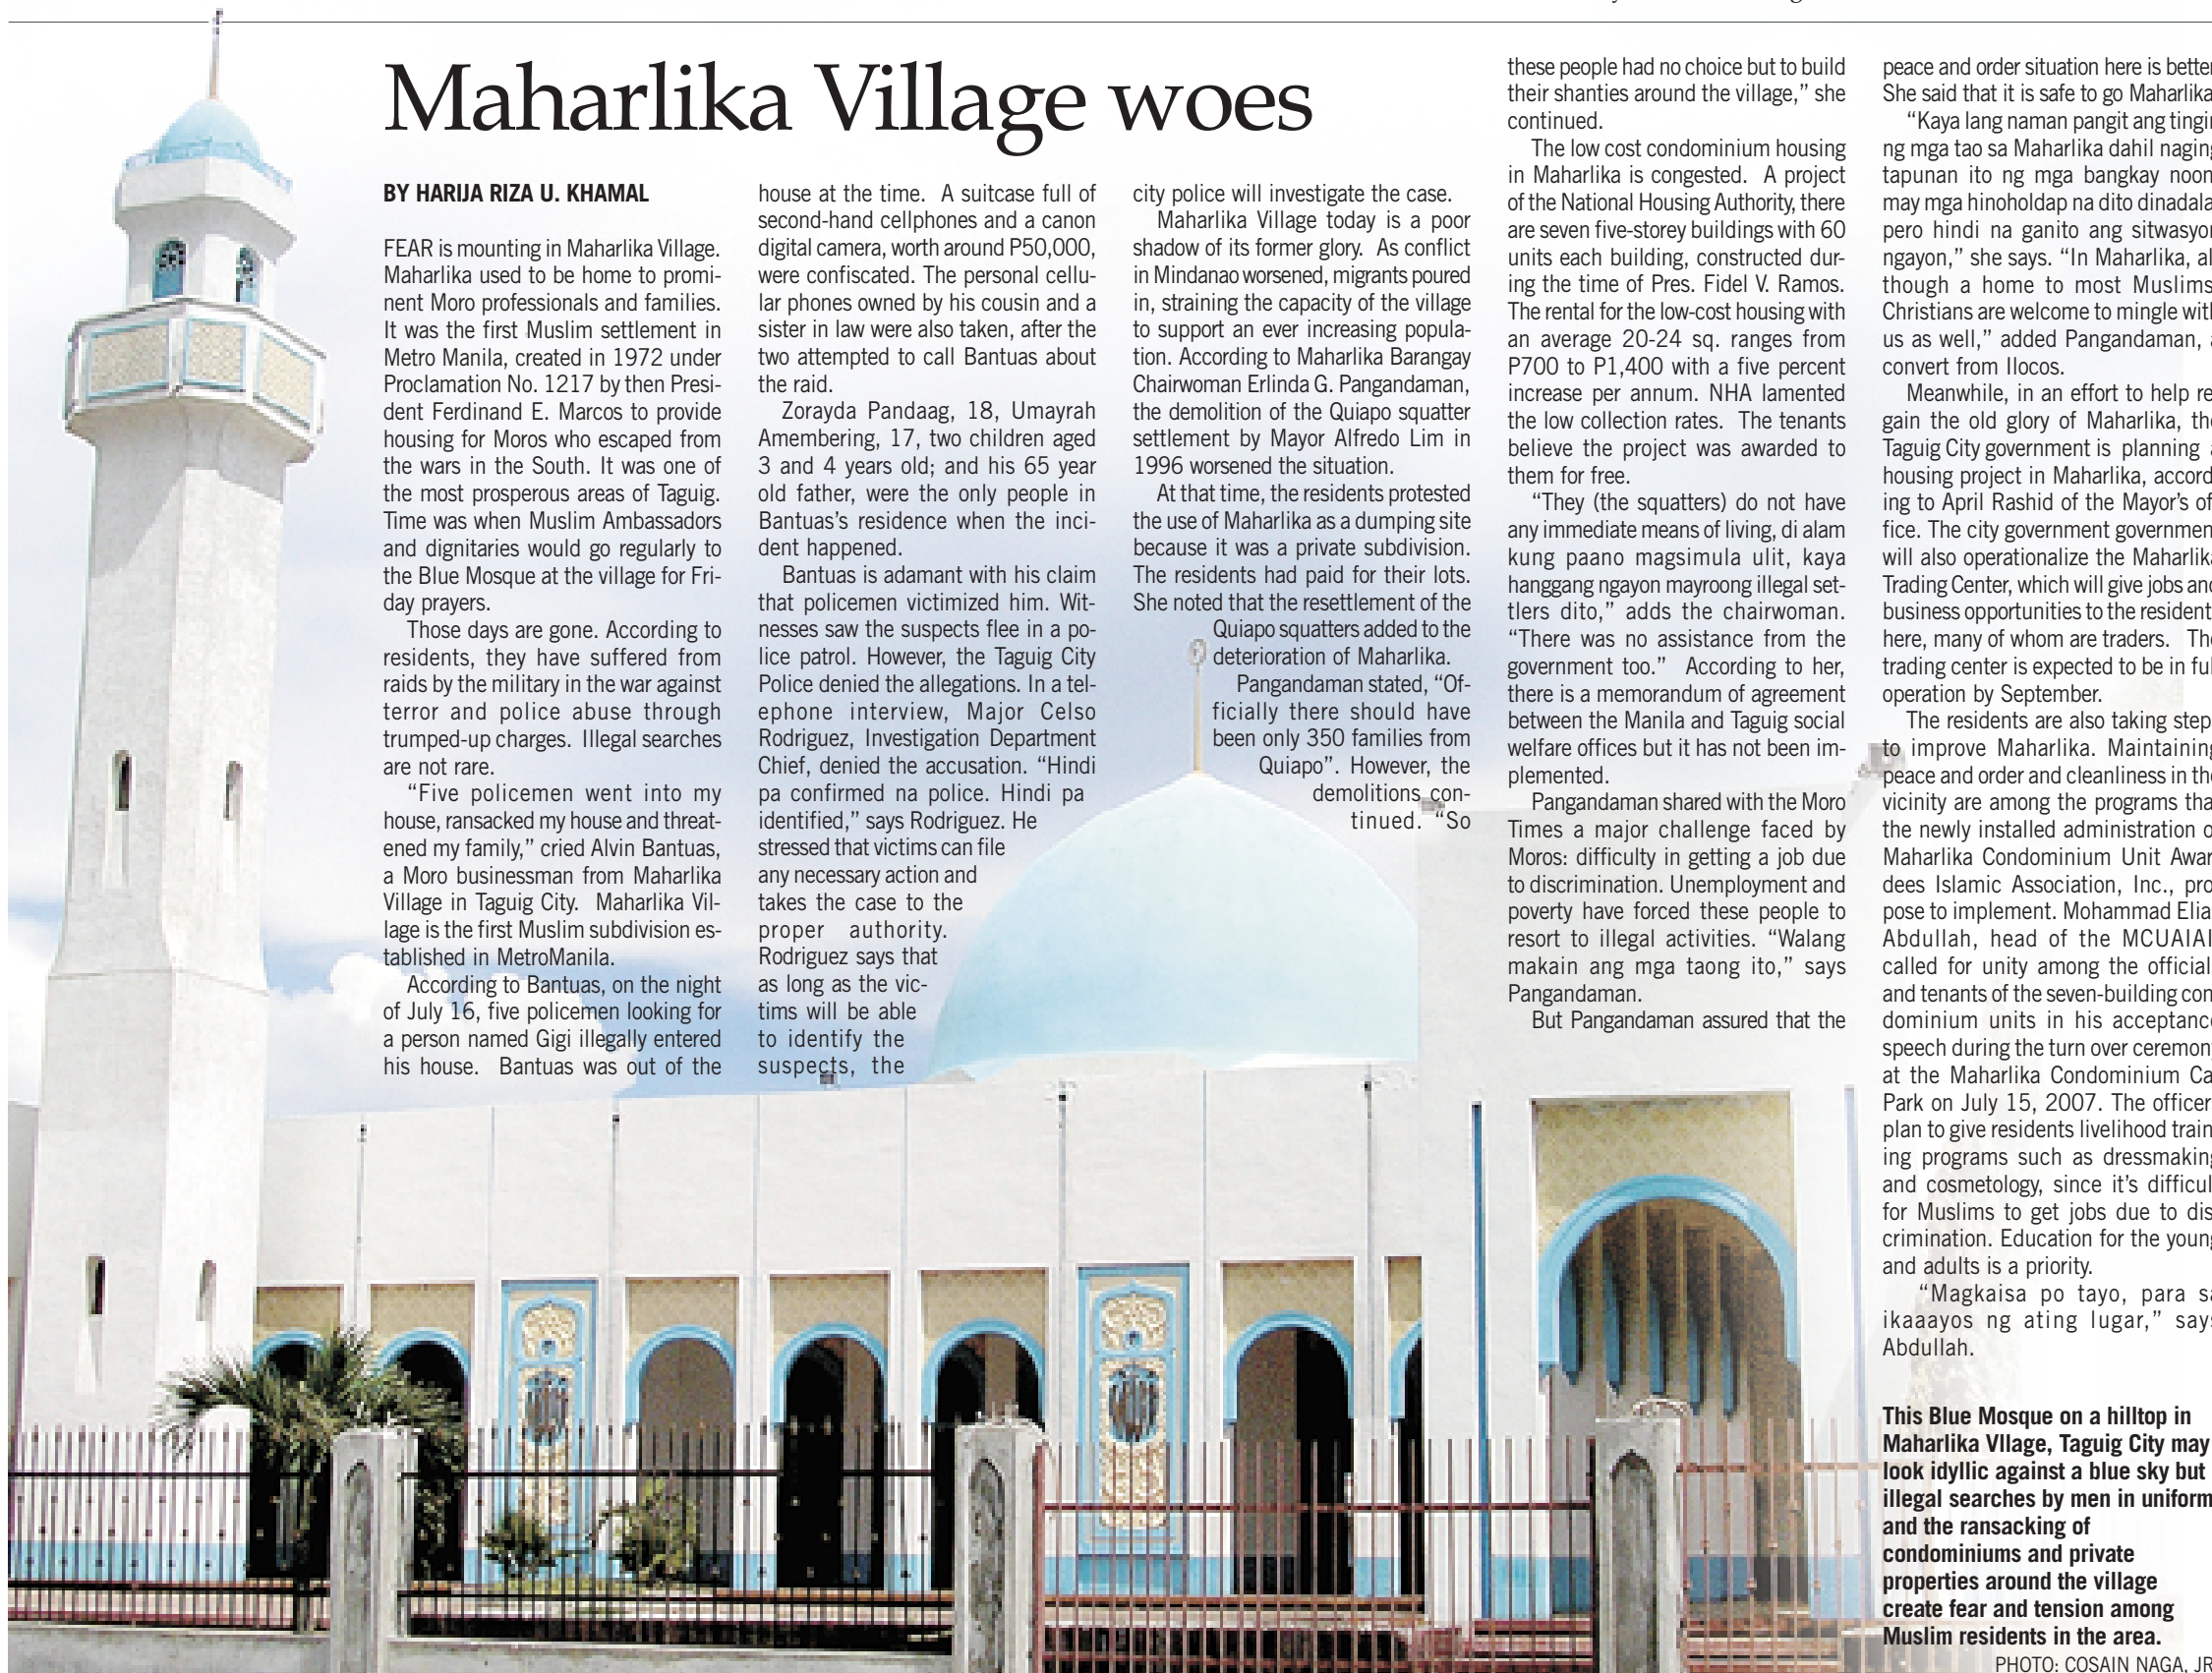 Maharlika Village woes
BY HARIJA RIZA U. KHAMAL
FEAR is mounting in Maharlika Village.
Maharlika used to be home to promi-
nent Moro professionals and families.
It was the first Muslim settlement in
Metro Manila, created in 1972 under
Proclamation No. 1217 by then Presi-
dent Ferdinand E. Marcos to provide
housing for Moros who escaped from
the wars in the South. It was one of
the most prosperous areas of Taguig.
Time was when Muslim Ambassadors
and dignitaries would go regularly to
the Blue Mosque at the village for Fri-
day prayers.
Those days are gone. According to
residents, they have suffered from
raids by the military in the war against
terror and police abuse through
trumped-up charges. Illegal searches
are not rare.
“Five policemen went into my
house, ransacked my house and threat-
ened my family,” cried Alvin Bantuas,
a Moro businessman from Maharlika
Village in Taguig City. Maharlika Vil-
lage is the first Muslim subdivision es-
tablished in MetroManila.
According to Bantuas, on the night
of July 16, five policemen looking for
a person named Gigi illegally entered
his house. Bantuas was out of the
house at the time. A suitcase full of
second-hand cellphones and a canon
digital camera, worth around P50,000,
were confiscated. The personal cellu-
lar phones owned by his cousin and a
sister in law were also taken, after the
two attempted to call Bantuas about
the raid.
Zorayda Pandaag, 18, Umayrah
Amembering, 17, two children aged
3 and 4 years old; and his 65 year
old father, were the only people in
Bantuas’s residence when the inci-
dent happened.
Bantuas is adamant with his claim
that policemen victimized him. Wit-
nesses saw the suspects flee in a po-
lice patrol. However, the Taguig City
Police denied the allegations. In a tel-
ephone interview, Major Celso
Rodriguez, Investigation Department
Chief, denied the accusation. “Hindi
pa confirmed na police. Hindi pa
identified,” says Rodriguez. He
stressed that victims can file
any necessary action and
takes the case to the
proper authority.
Rodriguez says that
as long as the vic-
tims will be able
to identify the
suspects, the
city police will investigate the case.
Maharlika Village today is a poor
shadow of its former glory. As conflict
in Mindanao worsened, migrants poured
in, straining the capacity of the village
to support an ever increasing popula-
tion. According to Maharlika Barangay
Chairwoman Erlinda G. Pangandaman,
the demolition of the Quiapo squatter
settlement by Mayor Alfredo Lim in
1996 worsened the situation.
At that time, the residents protested
the use of Maharlika as a dumping site
because it was a private subdivision.
The residents had paid for their lots.
She noted that the resettlement of the
Quiapo squatters added to the
deterioration of Maharlika.
Pangandaman stated, “Of-
ficially there should have
been only 350 families from
Quiapo”. However, the
demolitions con-
tinued. “So
these people had no choice but to build
their shanties around the village,” she
continued.
The low cost condominium housing
in Maharlika is congested. A project
of the National Housing Authority, there
are seven five-storey buildings with 60
units each building, constructed dur-
ing the time of Pres. Fidel V. Ramos.
The rental for the low-cost housing with
an average 20-24 sq. ranges from
P700 to P1,400 with a five percent
increase per annum. NHA lamented
the low collection rates. The tenants
believe the project was awarded to
them for free.
“They (the squatters) do not have
any immediate means of living, di alam
kung paano magsimula ulit, kaya
hanggang ngayon mayroong illegal set-
tlers dito,” adds the chairwoman.
“There was no assistance from the
government too.” According to her,
there is a memorandum of agreement
between the Manila and Taguig social
welfare offices but it has not been im-
plemented.
Pangandaman shared with the Moro
Times a major challenge faced by
Moros: difficulty in getting a job due
to discrimination. Unemployment and
poverty have forced these people to
resort to illegal activities. “Walang
makain ang mga taong ito,” says
Pangandaman.
But Pangandaman assured that the
peace and order situation here is better
She said that it is safe to go Maharlika
“Kaya lang naman pangit ang tingin
ng mga tao sa Maharlika dahil naging
tapunan ito ng mga bangkay noon
may mga hinoholdap na dito dinadala
pero hindi na ganito ang sitwasyon
ngayon,” she says. “In Maharlika, al
though a home to most Muslims
Christians are welcome to mingle with
us as well,” added Pangandaman, a
convert from Ilocos.
Meanwhile, in an effort to help re
gain the old glory of Maharlika, the
Taguig City government is planning a
housing project in Maharlika, accord
ing to April Rashid of the Mayor’s of
fice. The city government government
will also operationalize the Maharlika
Trading Center, which will give jobs and
business opportunities to the resident
here, many of whom are traders. The
trading center is expected to be in full
operation by September.
The residents are also taking step
to improve Maharlika. Maintaining
peace and order and cleanliness in the
vicinity are among the programs that
the newly installed administration of
Maharlika Condominium Unit Awar
dees Islamic Association, Inc., pro
pose to implement. Mohammad Elia
Abdullah, head of the MCUAIAI
called for unity among the official
and tenants of the seven-building con
dominium units in his acceptance
speech during the turn over ceremony
at the Maharlika Condominium Car
Park on July 15, 2007. The officer
plan to give residents livelihood train
ing programs such as dressmaking
and cosmetology, since it’s difficult
for Muslims to get jobs due to dis
crimination. Education for the young
and adults is a priority.
“Magkaisa po tayo, para sa
ikaaayos ng ating lugar,” says
Abdullah.
This Blue Mosque on a hilltop in
Maharlika VIlage, Taguig City may
look idyllic against a blue sky but
illegal searches by men in uniform
and the ransacking of
condominiums and private
properties around the village
create fear and tension among
Muslim residents in the area.
PHOTO: COSAIN NAGA, JR